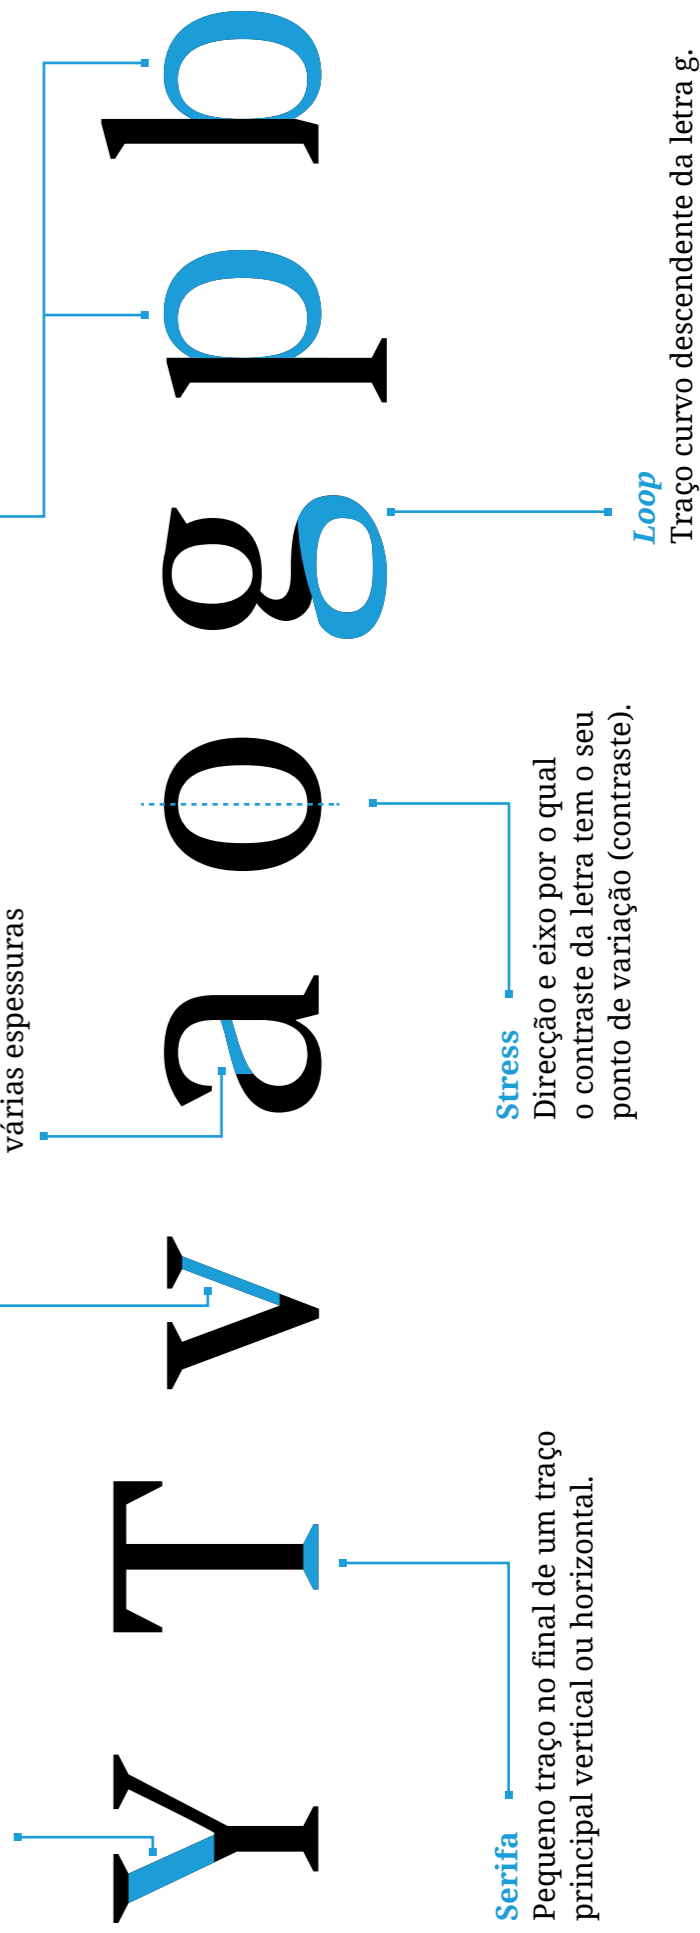 várias espessuras
Y T v a o g p b
Serifa
Pequeno traço no final de um traço
principal vertical ou horizontal.
Stress
Direcção e eixo por o qual
o contraste da letra tem o seu
ponto de variação (contraste).
Loop
Traço curvo descendente da letra g.